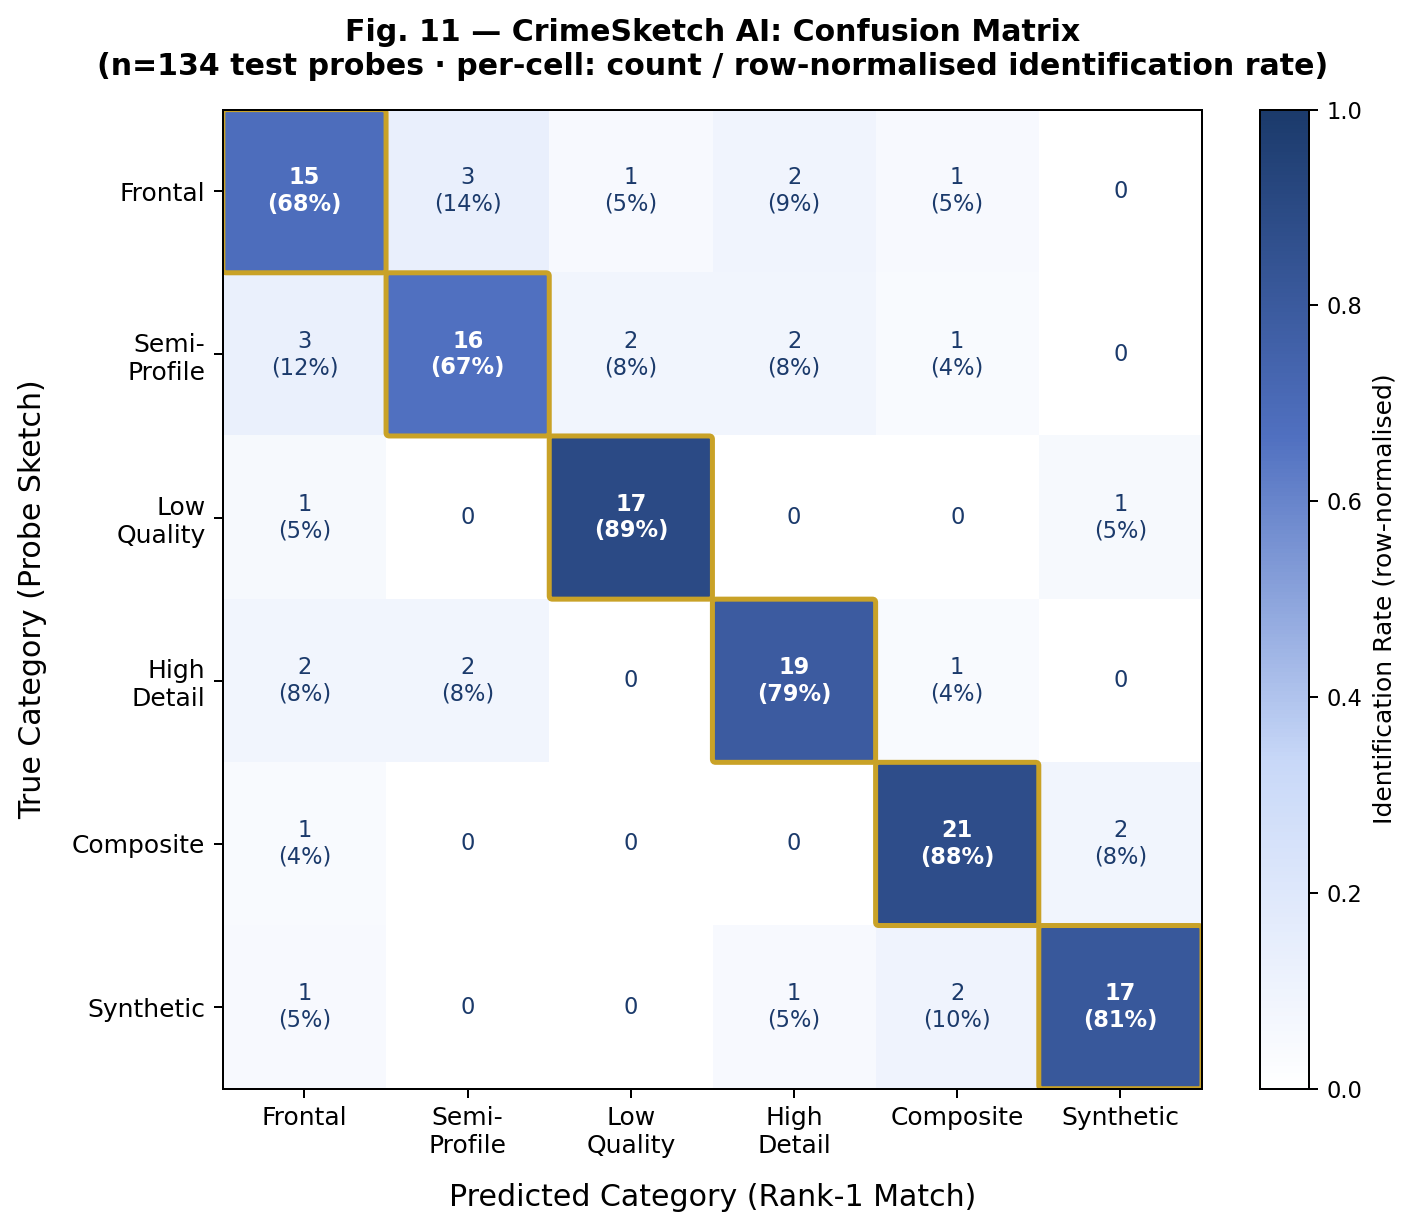 Fig. 11 — CrimeSketch AI: Confusion Matrix
(n=134 test probes · per-cell: count / row-normalised identification rate)
True Category (Probe Sketch)
Frontal
15
(68%)
3
(14%)
1
(5%)
2
(9%)
1
(5%)
0
Semi-
Profile
3
(12%)
16
(67%)
2
(8%)
2
(8%)
1
(4%)
0
Low
Quality
1
(5%)
0
17
(89%)
0
0
1
(5%)
High
Detail
2
(8%)
2
(8%)
0
19
(79%)
1
(4%)
0
Composite
1
(4%)
0
0
0
21
(88%)
2
(8%)
Synthetic
1
(5%)
0
0
1
(5%)
2
(10%)
17
(81%)
Frontal
Semi-
Profile
Low
Quality
High
Detail
Composite
Synthetic
Predicted Category (Rank-1 Match)
1.0
0.8
0.6
0.4
0.2
0.0
Identification Rate (row-normalised)